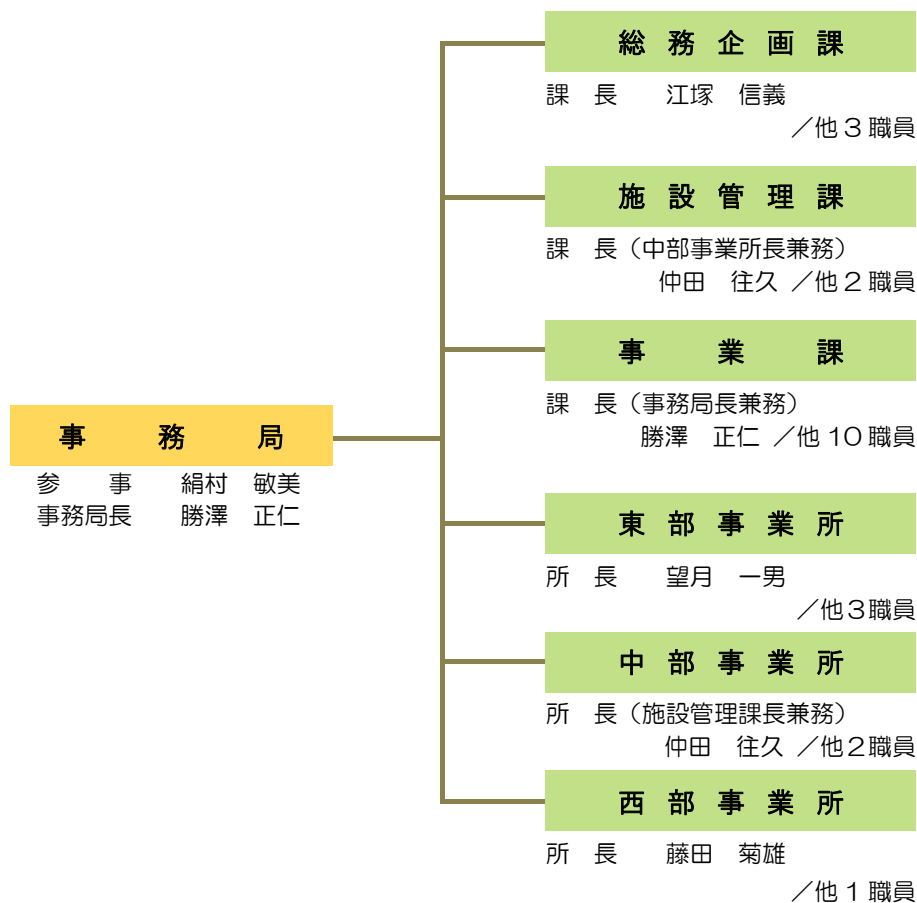 事務局
参　事　　絹村　敏美
事務局長　　勝澤　正仁
総務企画課
課　長　　江塚　信義
／他３職員
施設管理課
課　長（中部事業所長兼務）
仲田　往久 ／他２職員
事業課
課　長（事務局長兼務）
勝澤　正仁 ／他 10 職員
東部事業所
所　長　　望月　一男
／他３職員
中部事業所
所　長（施設管理課長兼務）
仲田　往久 ／他２職員
西部事業所
所　長　　藤田　菊雄
／他 1 職員